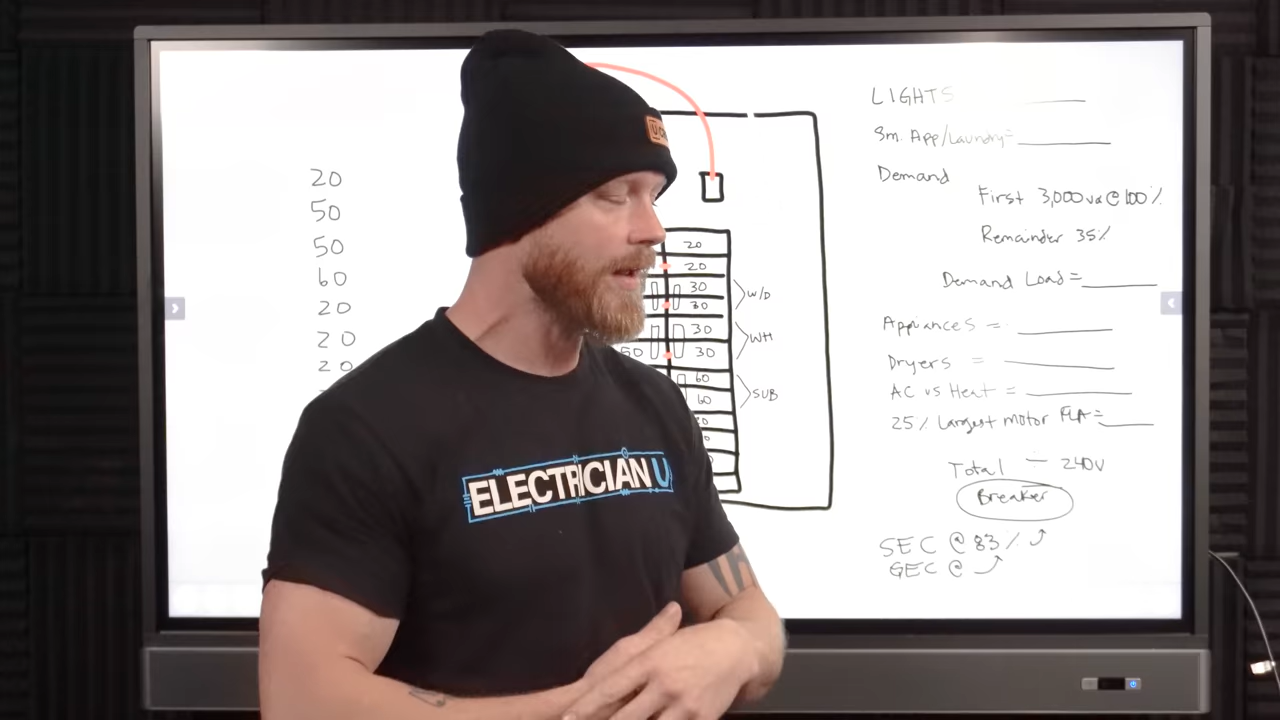 20
50
50
60
20
20
20
20
20
30
30
30
50
30
60
60
W/D
WH
SUB
ELECTRICIAN U
LIGHTS
Sm. App/Laundry=
Demand
First 3,000va @ 100%
Remainder 35%
Demand Load =
Appliances =
Dryers =
AC vs Heat =
25% Largest motor FLA=
Total ÷ 240V
Breaker
SEC @ 83%
GEC @